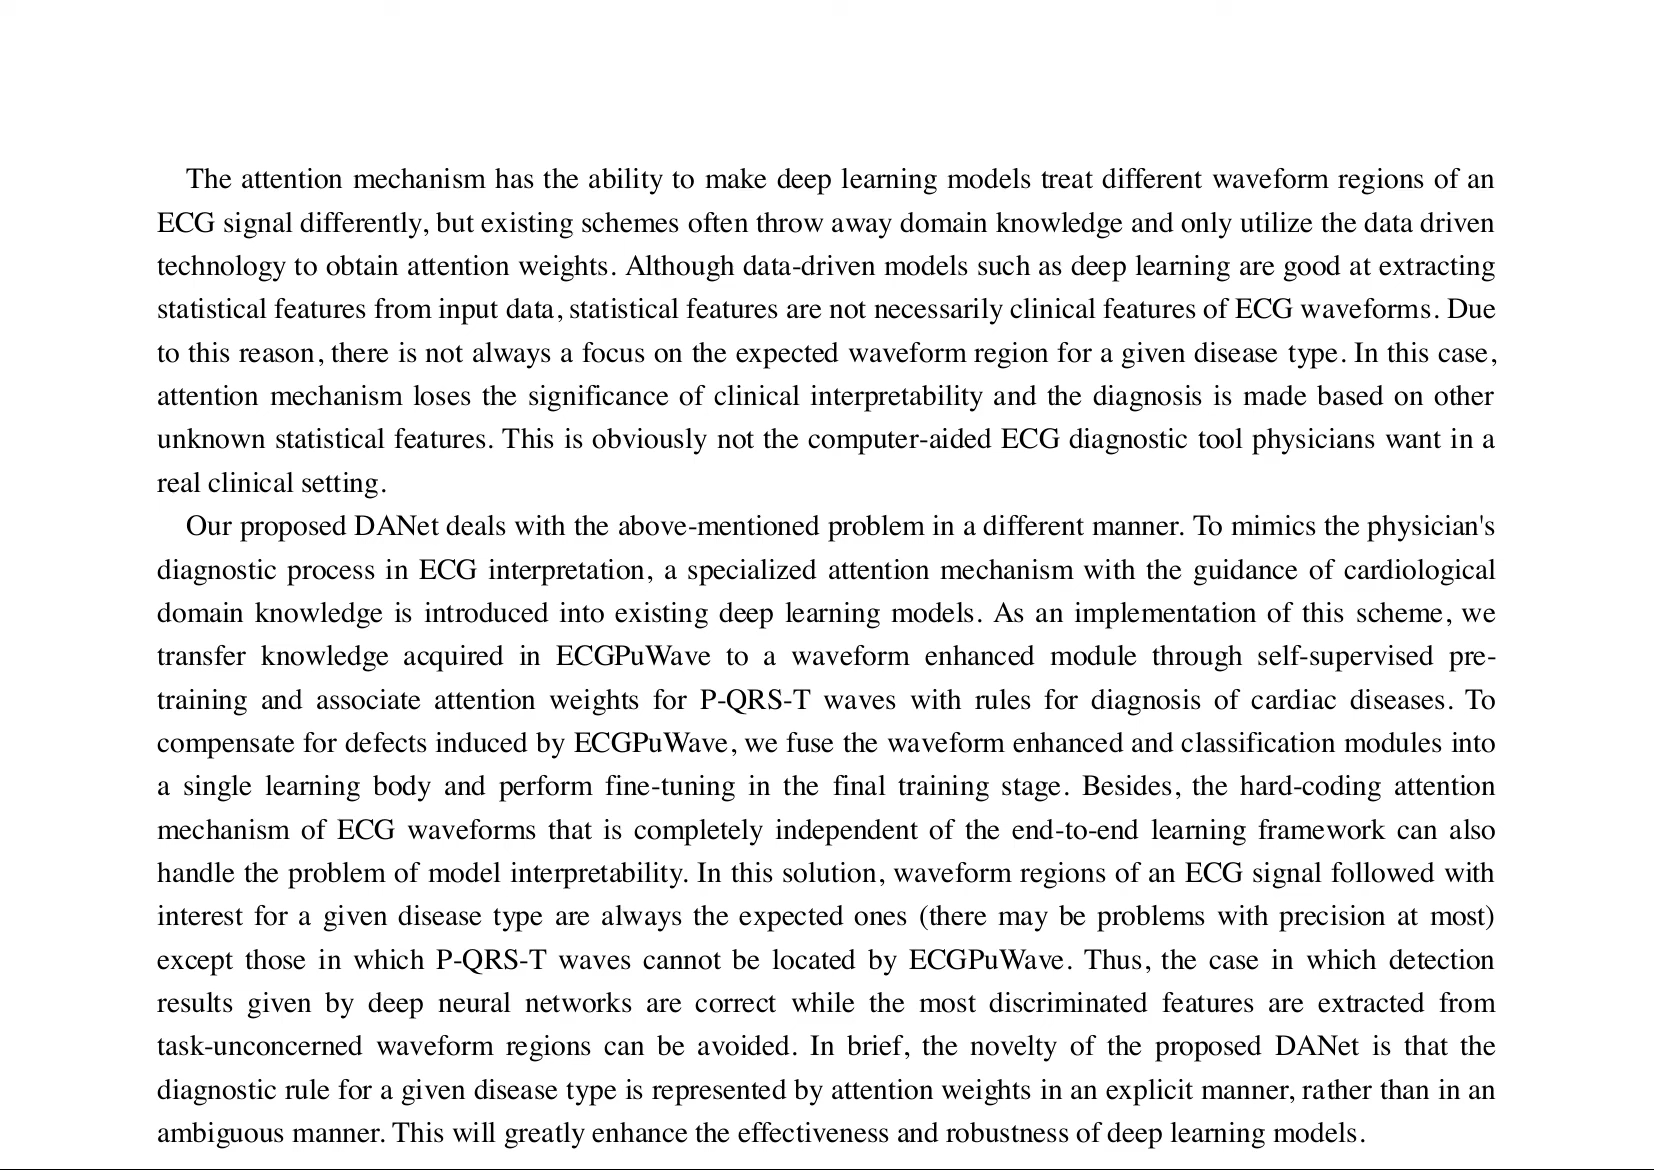 The attention mechanism has the ability to make deep learning models treat different waveform regions of an
ECG signal differently, but existing schemes often throw away domain knowledge and only utilize the data driven
technology to obtain attention weights. Although data-driven models such as deep learning are good at extracting
statistical features from input data, statistical features are not necessarily clinical features of ECG waveforms. Due
to this reason, there is not always a focus on the expected waveform region for a given disease type. In this case,
attention mechanism loses the significance of clinical interpretability and the diagnosis is made based on other
unknown statistical features. This is obviously not the computer-aided ECG diagnostic tool physicians want in a
real clinical setting.
Our proposed DANet deals with the above-mentioned problem in a different manner. To mimics the physician's
diagnostic process in ECG interpretation, a specialized attention mechanism with the guidance of cardiological
domain knowledge is introduced into existing deep learning models. As an implementation of this scheme, we
transfer knowledge acquired in ECGPuWave to a waveform enhanced module through self-supervised pre-
training and associate attention weights for P-QRS-T waves with rules for diagnosis of cardiac diseases. To
compensate for defects induced by ECGPuWave, we fuse the waveform enhanced and classification modules into
a single learning body and perform fine-tuning in the final training stage. Besides, the hard-coding attention
mechanism of ECG waveforms that is completely independent of the end-to-end learning framework can also
handle the problem of model interpretability. In this solution, waveform regions of an ECG signal followed with
interest for a given disease type are always the expected ones (there may be problems with precision at most)
except those in which P-QRS-T waves cannot be located by ECGPuWave. Thus, the case in which detection
results given by deep neural networks are correct while the most discriminated features are extracted from
task-unconcerned waveform regions can be avoided. In brief, the novelty of the proposed DANet is that the
diagnostic rule for a given disease type is represented by attention weights in an explicit manner, rather than in an
ambiguous manner. This will greatly enhance the effectiveness and robustness of deep learning models.